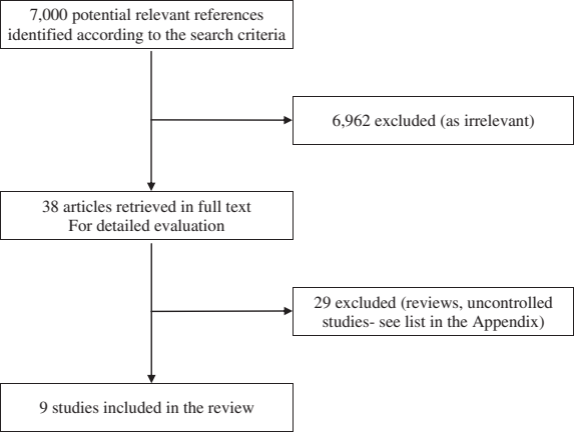 7,000 potential relevant references
identified according to the search criteria
6,962 excluded (as irrelevant)
38 articles retrieved in full text
For detailed evaluation
29 excluded (reviews, uncontrolled
studies- see list in the Appendix)
9 studies included in the review